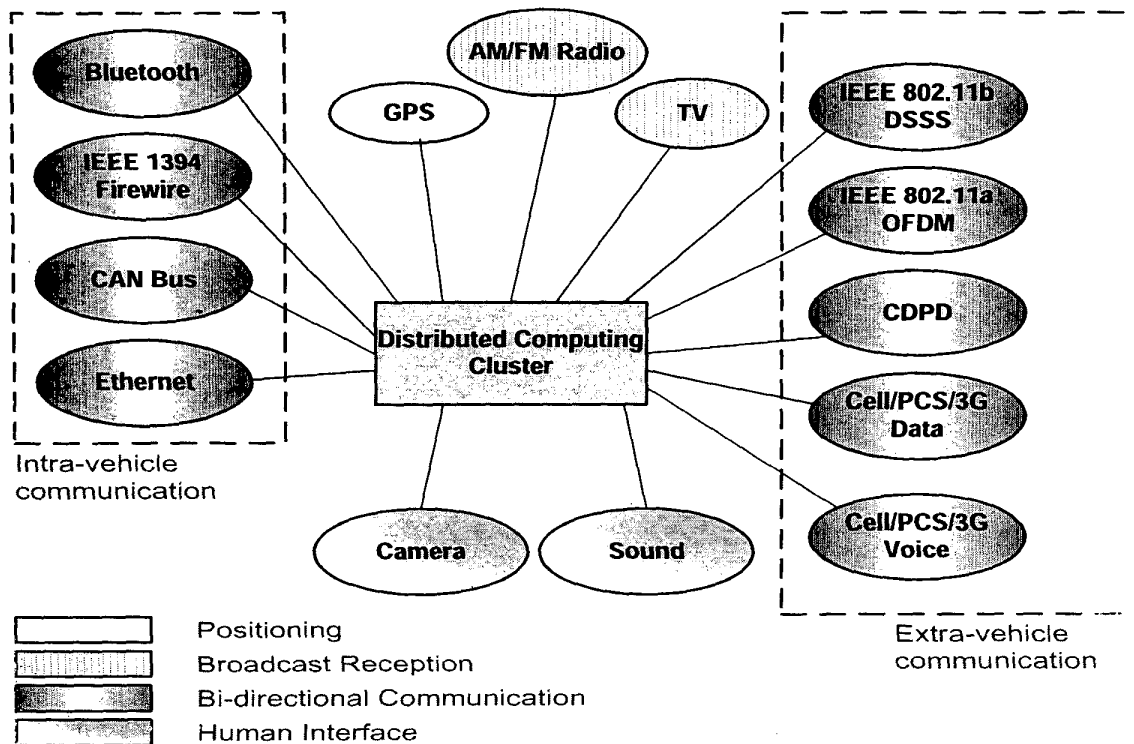 Bluetooth
IEEE 1394
Firewire
CAN Bus
Ethernet
Intra-vehicle
communication
GPS
AM/FM Radio
TV
Distributed Computing
Cluster
Camera
Sound
IEEE 802.11b
DSSS
IEEE 802.11a
OFDM
CDPD
Cell/PCS/3G
Data
Cell/PCS/3G
Voice
Extra-vehicle
communication
Positioning
Broadcast Reception
Bi-directional Communication
Human Interface